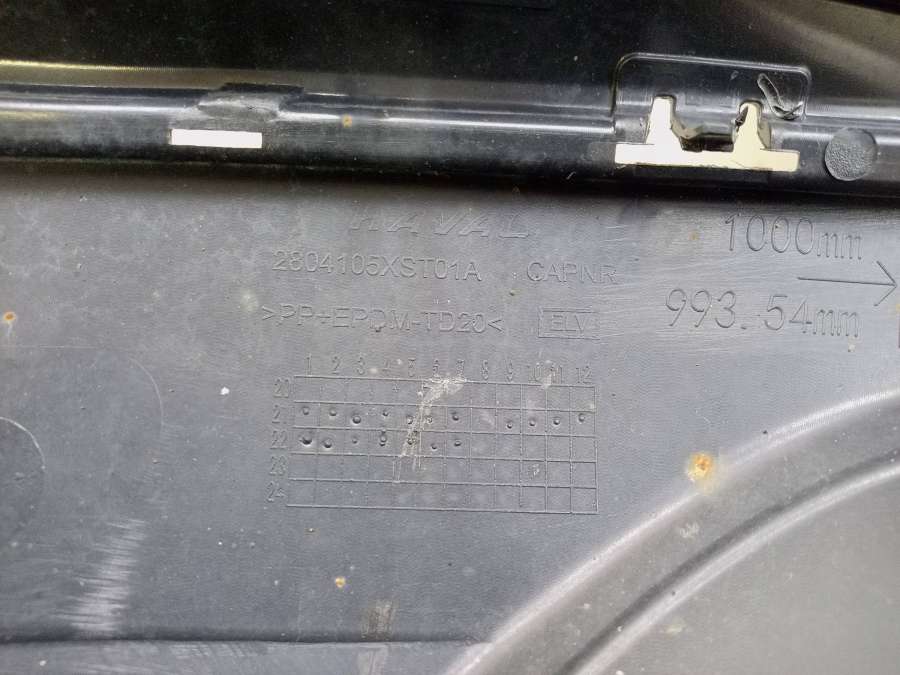 HAVAL
2804105XST01A CAPNR
>PP+EPDM-TD20< ELV
1000mm
993.54mm
1 2 3 4 5 6 7 8 9 10 11 12
20
21
22
23
24